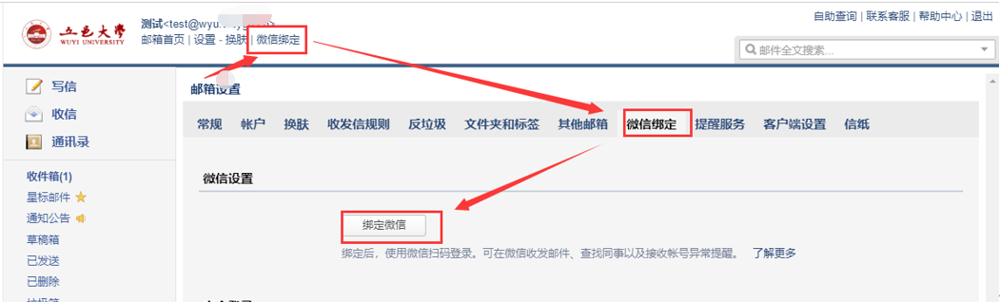 五邑大學
WUYI UNIVERSITY
测试<test@wyu.
邮箱首页 | 设置 - 换肤 | 微信绑定
自助查询 | 联系客服 | 帮助中心 | 退出
邮件全文搜索...
写信
收信
通讯录
收件箱(1)
星标邮件
通知公告
草稿箱
已发送
已删除
邮箱设置
常规 帐户 换肤 收发信规则 反垃圾 文件夹和标签 其他邮箱 微信绑定 提醒服务 客户端设置 信纸
微信设置
绑定微信
绑定后，使用微信扫码登录。可在微信收发邮件、查找同事以及接收帐号异常提醒。 了解更多